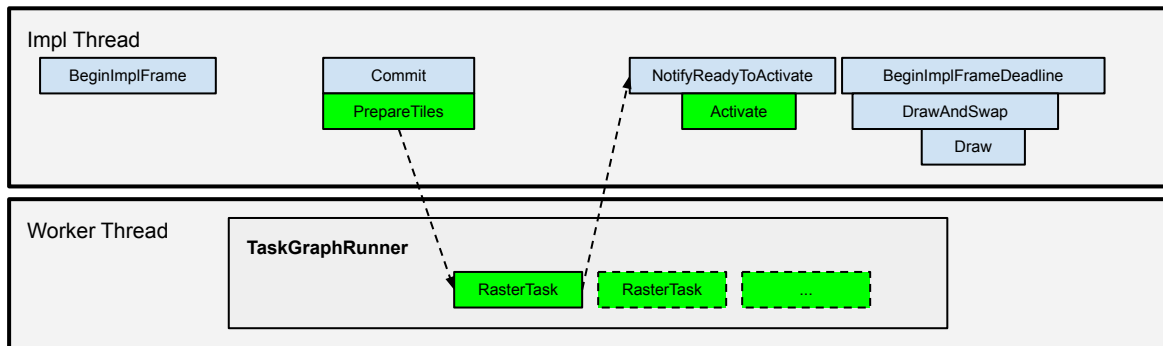 Impl Thread
BeginImplFrame
Commit
PrepareTiles
NotifyReadyToActivate
Activate
BeginImplFrameDeadline
DrawAndSwap
Draw
Worker Thread
TaskGraphRunner
RasterTask
RasterTask
...